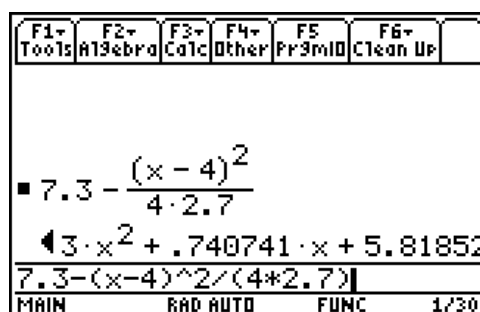 F1 F2 F3 F4 F5 F6
Tools Algebra Calc Other PrgmIO Clean Up
7.3 - (x - 4)^2 / 4·2.7
3·x^2 + .740741·x + 5.81852
7.3-(x-4)^2/(4*2.7)
MAIN RAD AUTO FUNC 1/30